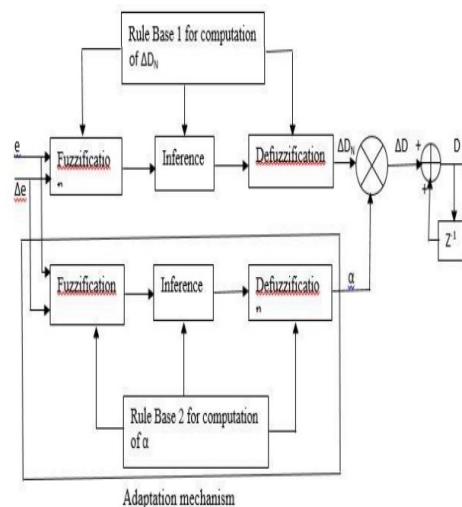 Rule Base 1 for computation
of ΔD_N
e
Δe
Fuzzificatio
n
Inference
Defuzzification
ΔD_N
ΔD
+
D
+
Z⁻¹
Fuzzification
Inference
Defuzzificatio
n
α
Rule Base 2 for computation
of α
Adaptation mechanism